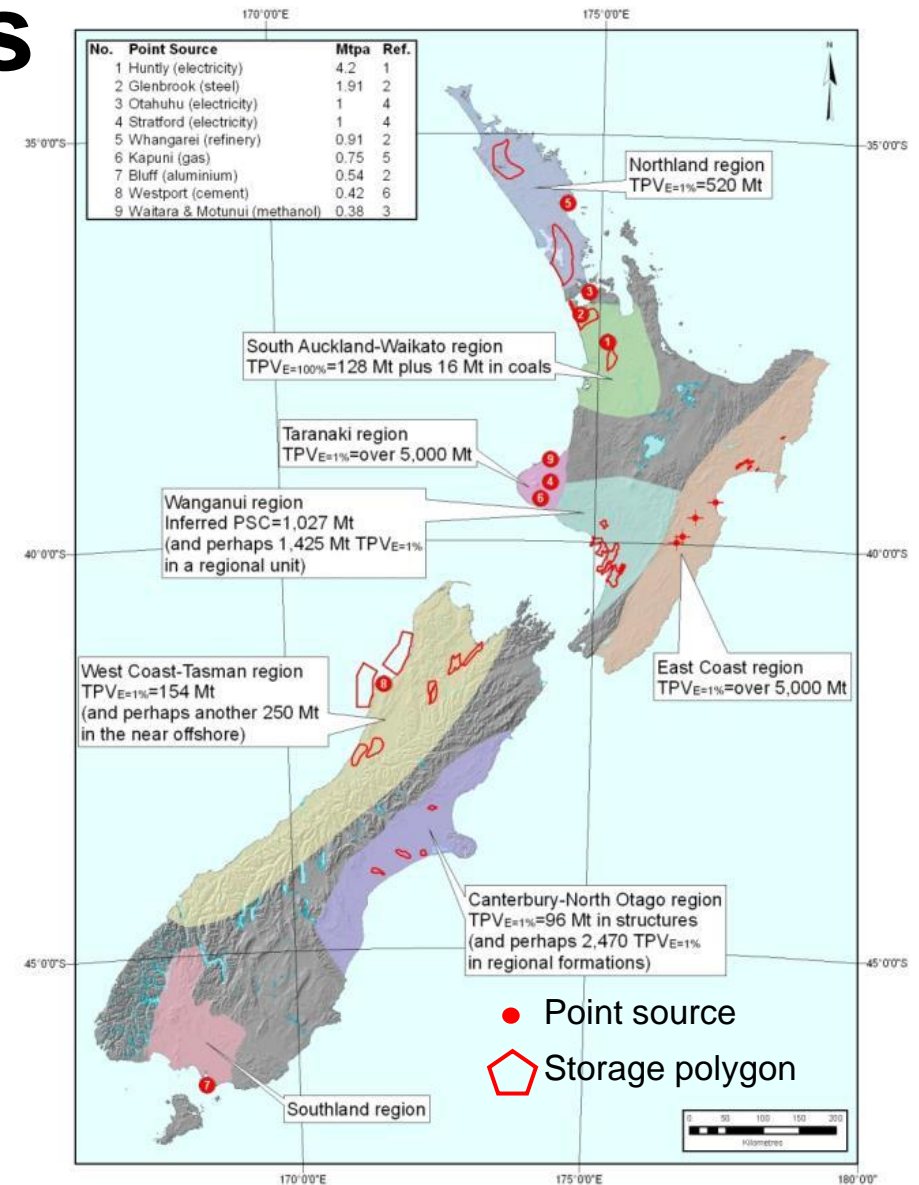 s
170°0'0"E 175°0'0"E
No. Point Source Mtpa Ref.
1 Huntly (electricity) 4.2 1
2 Glenbrook (steel) 1.91 2
3 Otahuhu (electricity) 1 4
4 Stratford (electricity) 1 4
5 Whangarei (refinery) 0.91 2
6 Kapuni (gas) 0.75 5
7 Bluff (aluminium) 0.54 2
8 Westport (cement) 0.42 6
9 Waitara & Motunui (methanol) 0.38 3
N
35°0'0"S 35°0'0"S
Northland region
TPVE=1%=520 Mt
5
3
2
1
South Auckland-Waikato region
TPVE=100%=128 Mt plus 16 Mt in coals
Taranaki region
TPVE=1%=over 5,000 Mt
9
4
6
Wanganui region
Inferred PSC=1,027 Mt
(and perhaps 1,425 Mt TPVE=1%
in a regional unit)
40°0'0"S 40°0'0"S
West Coast-Tasman region
TPVE=1%=154 Mt
(and perhaps another 250 Mt
in the near offshore)
8
East Coast region
TPVE=1%=over 5,000 Mt
Canterbury-North Otago region
TPVE=1%=96 Mt in structures
(and perhaps 2,470 TPVE=1%
in regional formations)
45°0'0"S 45°0'0"S
Point source
Storage polygon
7
Southland region
0 50 100 150 200
Kilometres
170°0'0"E 175°0'0"E 180°0'0"